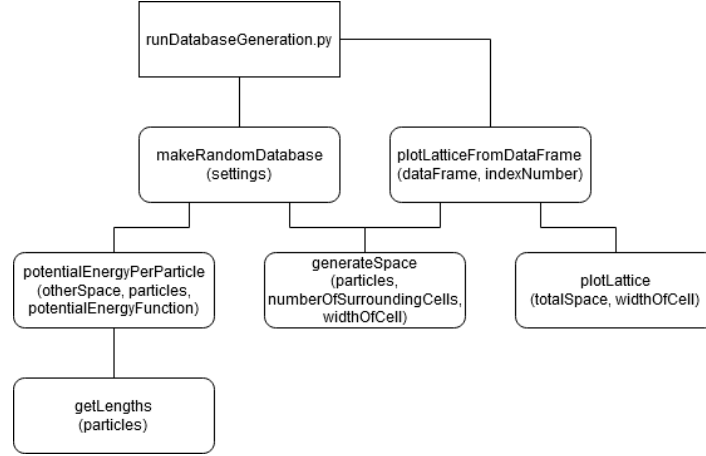 runDatabaseGeneration.py
makeRandomDatabase
(settings)
plotLatticeFromDataFrame
(dataFrame, indexNumber)
potentialEnergyPerParticle
(otherSpace, particles,
potentialEnergyFunction)
generateSpace
(particles,
numberOfSurroundingCells,
widthOfCell)
plotLattice
(totalSpace, widthOfCell)
getLengths
(particles)